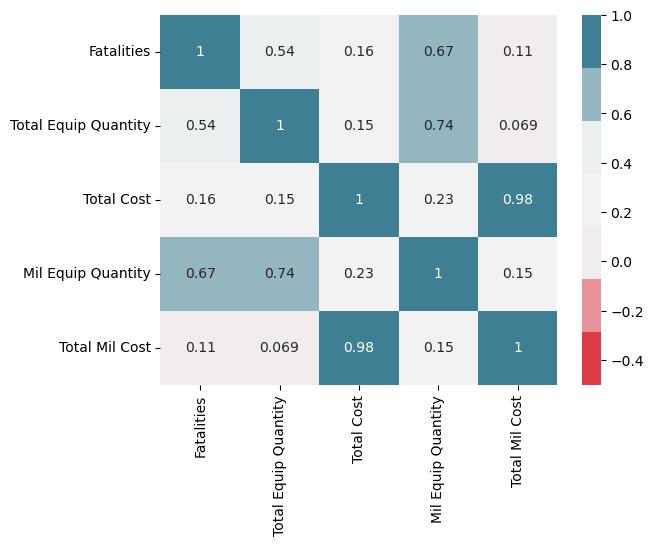 Fatalities 1 0.54 0.16 0.67 0.11
Total Equip Quantity 0.54 1 0.15 0.74 0.069
Total Cost 0.16 0.15 1 0.23 0.98
Mil Equip Quantity 0.67 0.74 0.23 1 0.15
Total Mil Cost 0.11 0.069 0.98 0.15 1
Fatalities
Total Equip Quantity
Total Cost
Mil Equip Quantity
Total Mil Cost
1.0
0.8
0.6
0.4
0.2
0.0
−0.2
−0.4